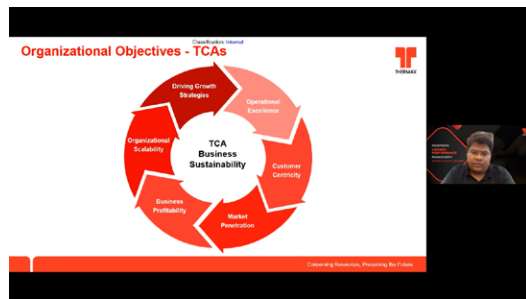 Classification: Internal
Organizational Objectives - TCAs
THERMAX
Driving Growth
Strategies
Operational
Excellence
Organizational
Scalability
TCA
Business
Sustainability
Customer
Centricity
Business
Profitability
Market
Penetration
Conserving Resources, Preserving the Future.